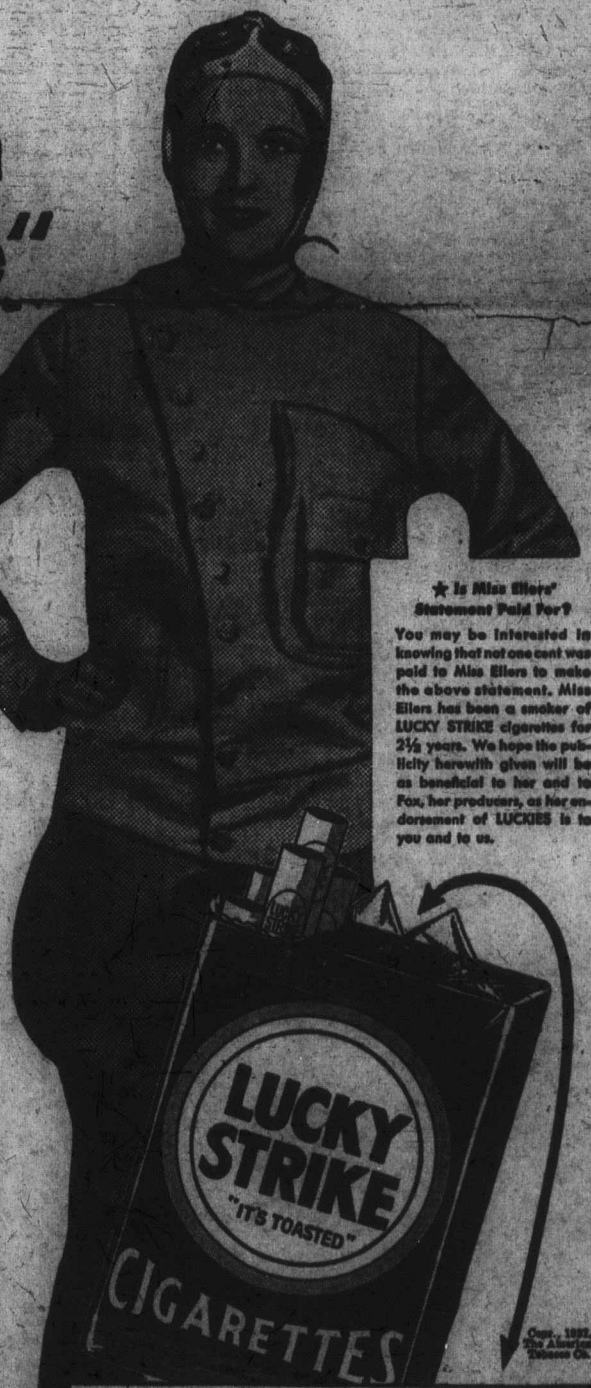 "
★ Is Miss Eilers'
Statement Paid For?
You may be interested in
knowing that not one cent was
paid to Miss Eilers to make
the above statement. Miss
Eilers has been a smoker of
LUCKY STRIKE cigarettes for
2½ years. We hope the pub-
licity herewith given will be
as beneficial to her and to
Fox, her producers, as her en-
dorsement of LUCKIES is to
you and to us.
LUCKY
STRIKE
LUCKY
STRIKE
"IT'S TOASTED"
CIGARETTES
Copr., 1932,
The American
Tobacco Co.